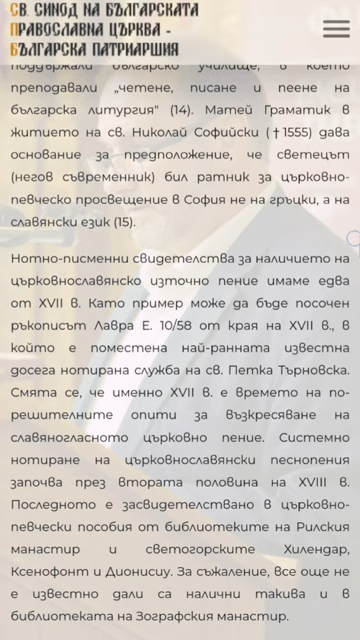 СВ. СИНОД НА БЪЛГАРСКАТА
ПРАВОСЛАВНА ЦЪРКВА -
БЪЛГАРСКА ПАТРИАРШИЯ
поддържали българско училище, в което
преподавали „четене, писане и пеене на
българска литургия" (14). Матей Граматик в
житието на св. Николай Софийски (†1555) дава
основание за предположение, че светецът
(негов съвременник) бил ратник за църковно-
певческо просвещение в София не на гръцки, а на
славянски език (15).
Нотно-писменни свидетелства за наличието на
църковнославянско източно пение имаме едва
от XVII в. Като пример може да бъде посочен
ръкописът Лавра Е. 10/58 от края на XVII в., в
който е поместена най-ранната известна
досега нотирана служба на св. Петка Търновска.
Смята се, че именно XVII в. е времето на по-
решителните опити за възкресяване на
славяногласното църковно пение. Системно
нотиране на църковнославянски песнопения
започва през втората половина на XVIII в.
Последното е засвидетелствано в църковно-
певчески пособия от библиотеките на Рилския
манастир и светогорските Хилендар,
Ксенофонт и Дионисиу. За съжаление, все още не
е известно дали са налични такива и в
библиотеката на Зографския манастир.